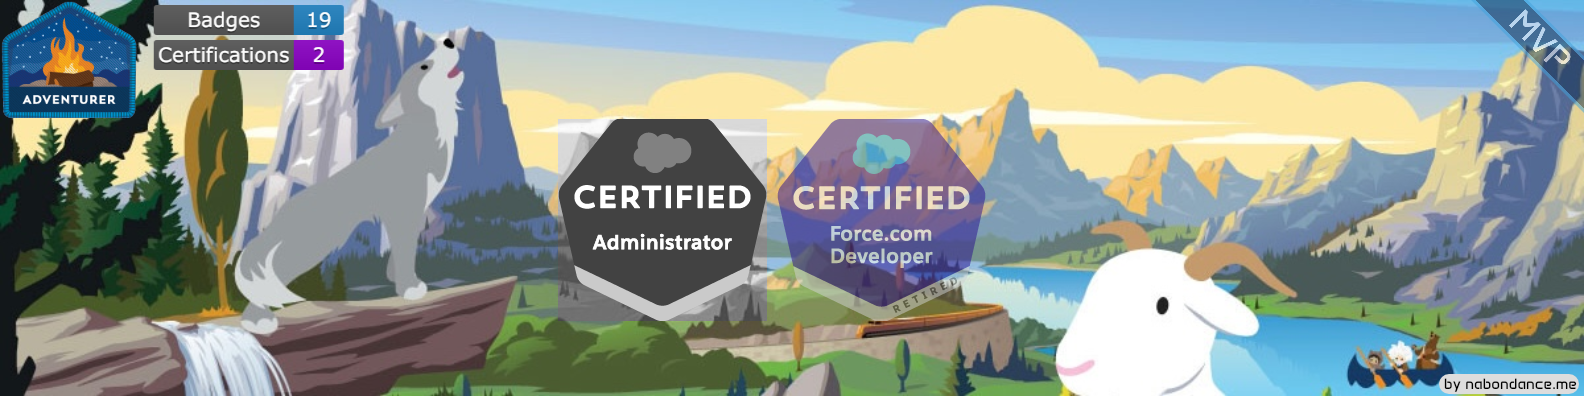 ADVENTURER
Badges 19
Certifications 2
MVP
CERTIFIED
Administrator
CERTIFIED
Force.com
Developer
RETIRED
by nabondance.me